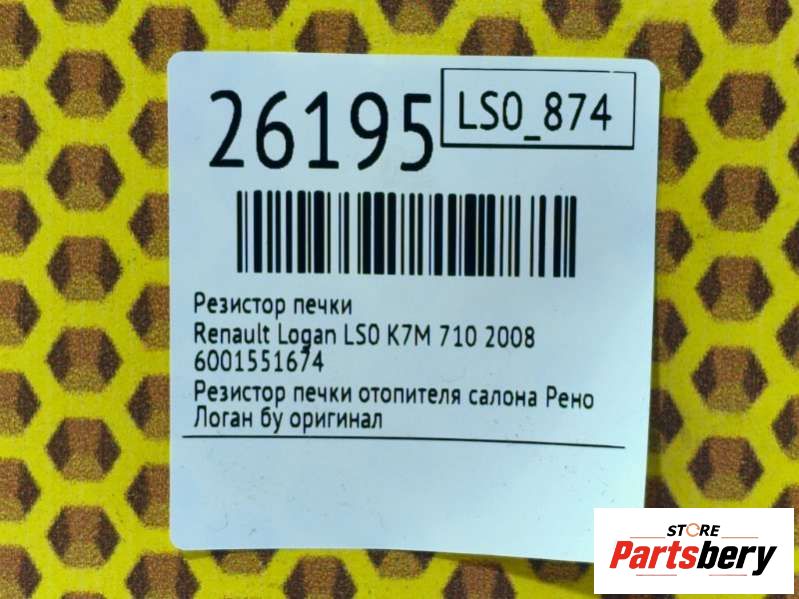 26195
LS0_874
Резистор печки
Renault Logan LS0 K7M 710 2008
6001551674
Резистор печки отопителя салона Рено
Логан бу оригинал
STORE
Partsbery